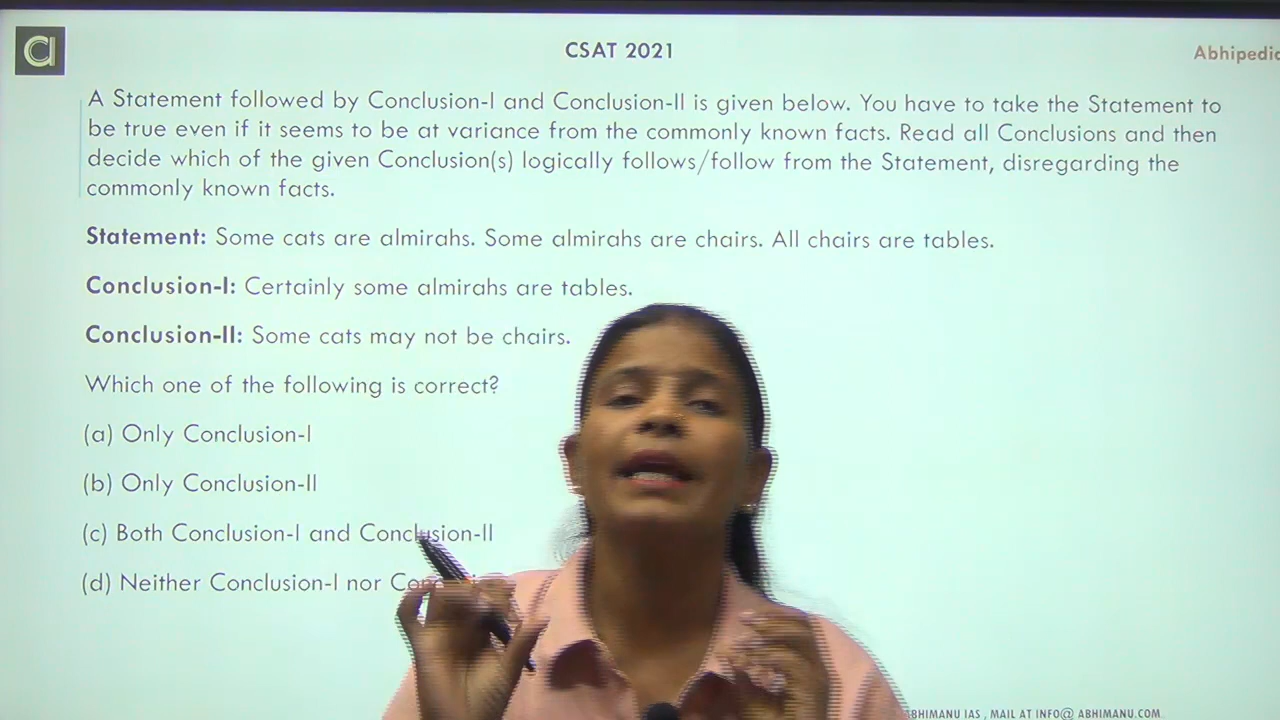 CSAT 2021
Abhipedic
A Statement followed by Conclusion-I and Conclusion-II is given below. You have to take the Statement to
be true even if it seems to be at variance from the commonly known facts. Read all Conclusions and then
decide which of the given Conclusion(s) logically follows/follow from the Statement, disregarding the
commonly known facts.
Statement: Some cats are almirahs. Some almirahs are chairs. All chairs are tables.
Conclusion-I: Certainly some almirahs are tables.
Conclusion-II: Some cats may not be chairs.
Which one of the following is correct?
(a) Only Conclusion-I
(b) Only Conclusion-II
(c) Both Conclusion-I and Conclusion-II
(d) Neither Conclusion-I nor
BHIMANU IAS , MAIL AT INFO@ ABHIMANU.COM